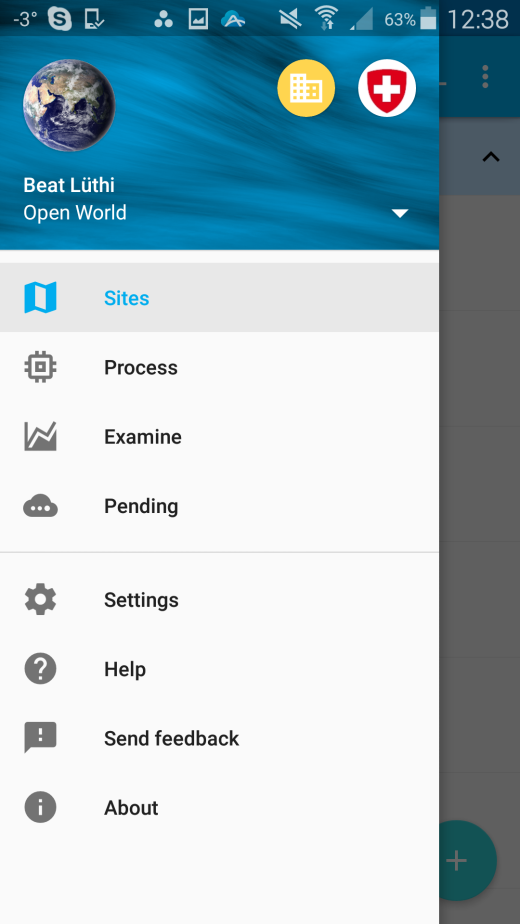 -3° 63% 12:38
Beat Lüthi
Open World
Sites
Process
Examine
Pending
Settings
Help
Send feedback
About